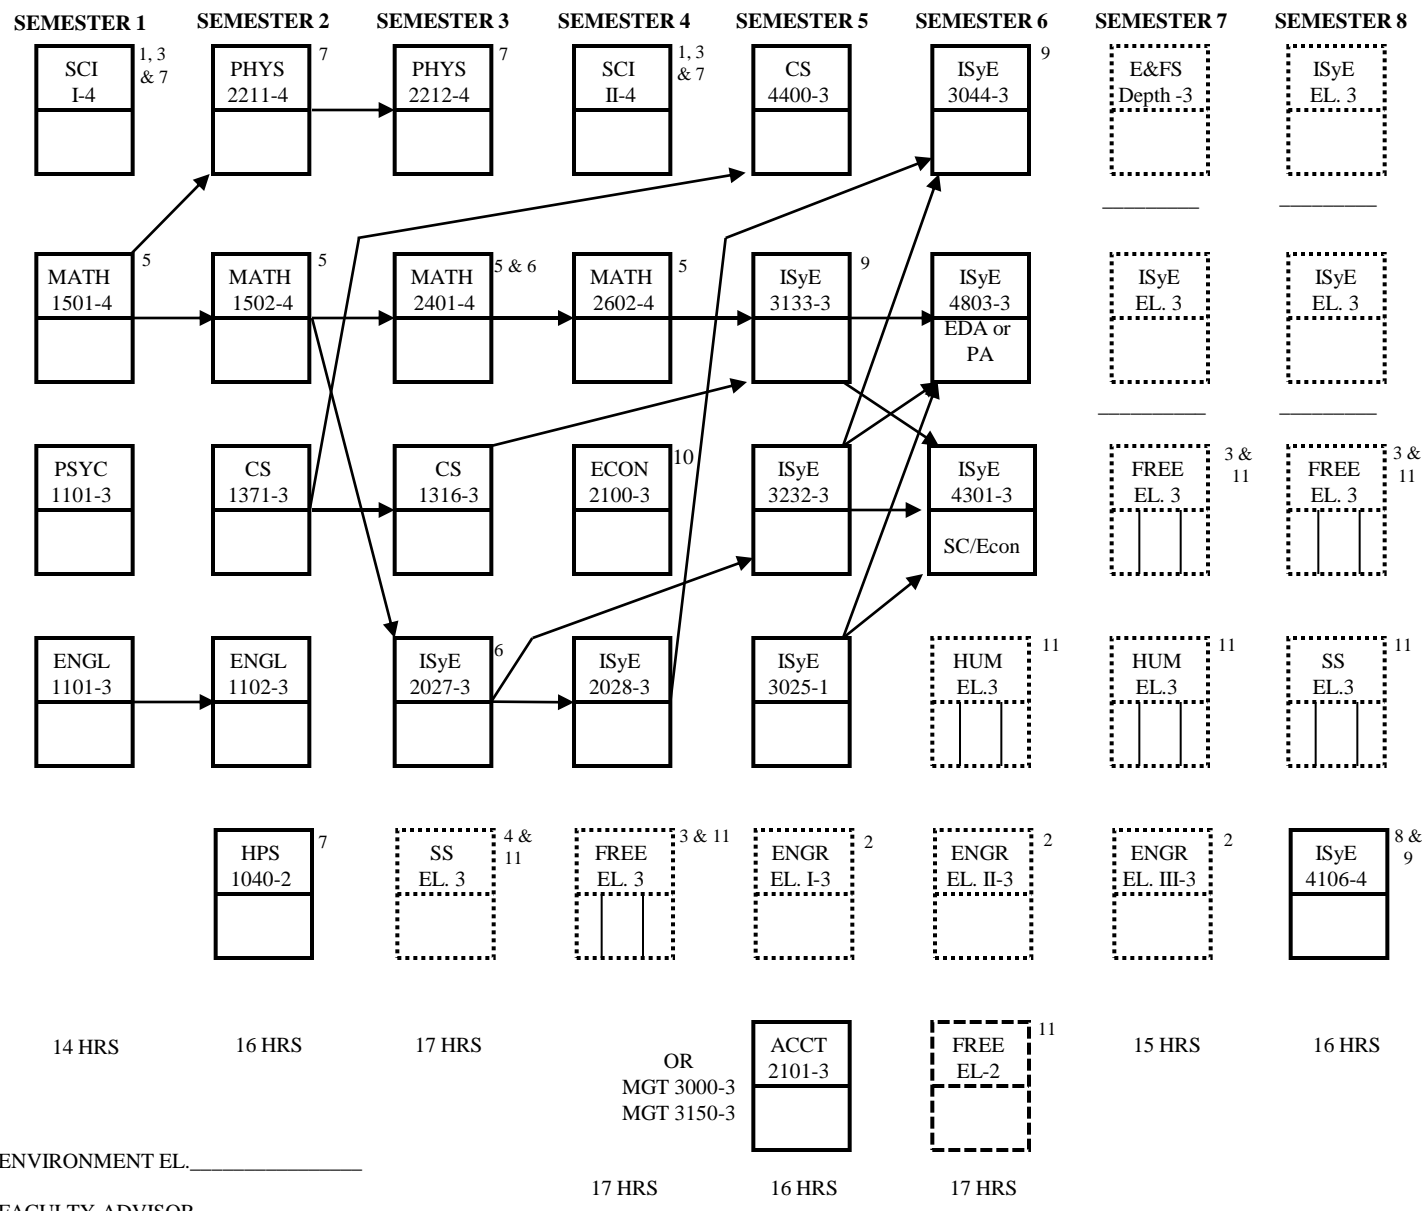 SEMESTER 1 SEMESTER 2 SEMESTER 3 SEMESTER 4 SEMESTER 5 SEMESTER 6 SEMESTER 7 SEMESTER 8
SCI
I-4
1, 3
& 7
PHYS
2211-4
7
PHYS
2212-4
7
SCI
II-4
1, 3
& 7
CS
4400-3
ISyE
3044-3
9
E&FS
Depth -3
_________
ISyE
EL. 3
_________
MATH
1501-4
5
MATH
1502-4
5
MATH
2401-4
5 & 6
MATH
2602-4
5
ISyE
3133-3
9
ISyE
4803-3
EDA or
PA
ISyE
EL. 3
__________
ISyE
EL. 3
_________
PSYC
1101-3
CS
1371-3
CS
1316-3
ECON
2100-3
10
ISyE
3232-3
ISyE
4301-3
SC/Econ
FREE
EL. 3
3 &
11
FREE
EL. 3
3 &
11
ENGL
1101-3
ENGL
1102-3
ISyE
2027-3
6
ISyE
2028-3
ISyE
3025-1
HUM
EL.3
11
HUM
EL.3
11
SS
EL.3
11
HPS
1040-2
7
SS
EL. 3
4 &
11
FREE
EL. 3
3 & 11
ENGR
EL. I-3
2
ENGR
EL. II-3
2
ENGR
EL. III-3
2
ISyE
4106-4
8 &
9
14 HRS
16 HRS
17 HRS
OR
MGT 3000-3
MGT 3150-3
ACCT
2101-3
FREE
EL-2
11
15 HRS
16 HRS
ENVIRONMENT EL.________________
17 HRS
16 HRS
17 HRS
FACULTY ADVISOR